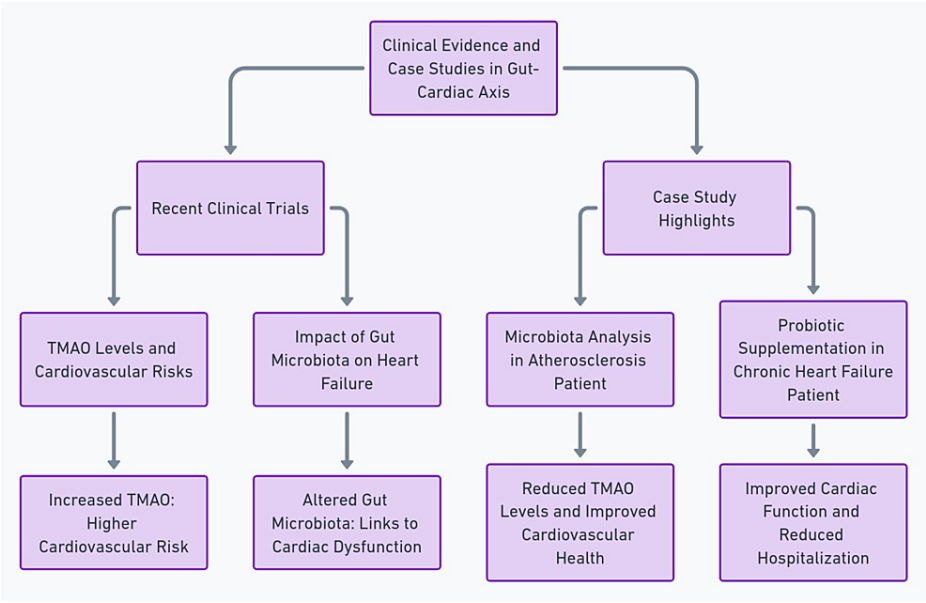 Clinical Evidence and
Case Studies in Gut-
Cardiac Axis
Recent Clinical Trials
Case Study
Highlights
TMAO Levels and
Cardiovascular Risks
Impact of Gut
Microbiota on Heart
Failure
Microbiota Analysis
in Atherosclerosis
Patient
Probiotic
Supplementation in
Chronic Heart Failure
Patient
Increased TMAO:
Higher
Cardiovascular Risk
Altered Gut
Microbiota: Links to
Cardiac Dysfunction
Reduced TMAO
Levels and Improved
Cardiovascular
Health
Improved Cardiac
Function and
Reduced
Hospitalization